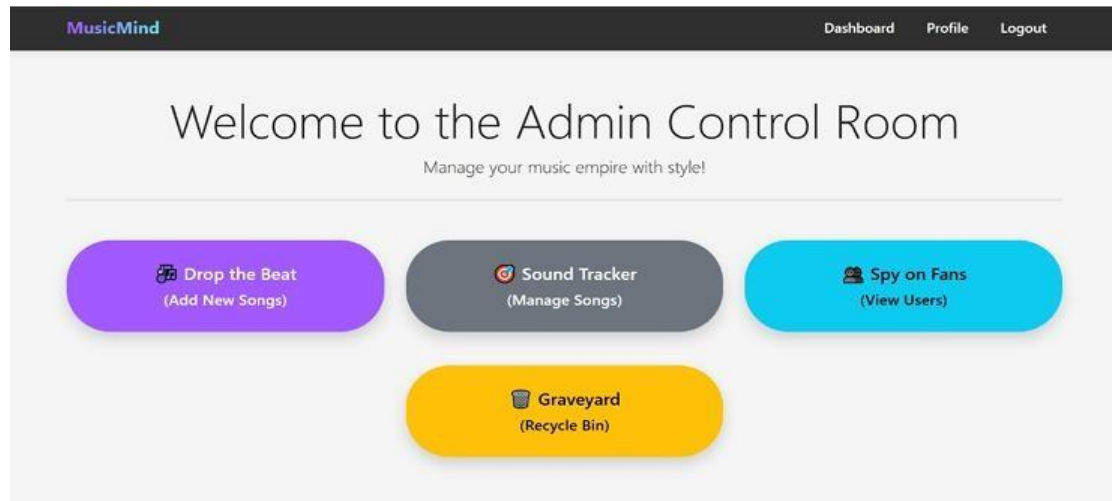 MusicMind
Dashboard Profile Logout
Welcome to the Admin Control Room
Manage your music empire with style!
Drop the Beat
(Add New Songs)
Sound Tracker
(Manage Songs)
Spy on Fans
(View Users)
Graveyard
(Recycle Bin)